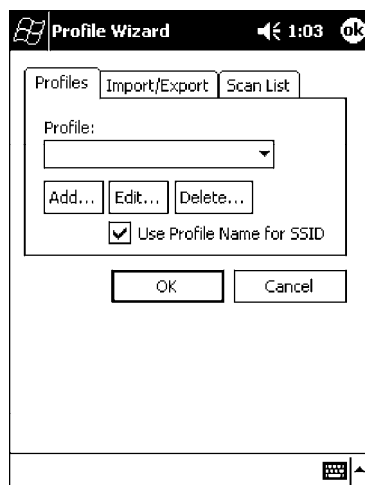 Profile Wizard 1:03 ok
Profiles Import/Export Scan List
Profile:
Add... Edit... Delete...
Use Profile Name for SSID
OK Cancel